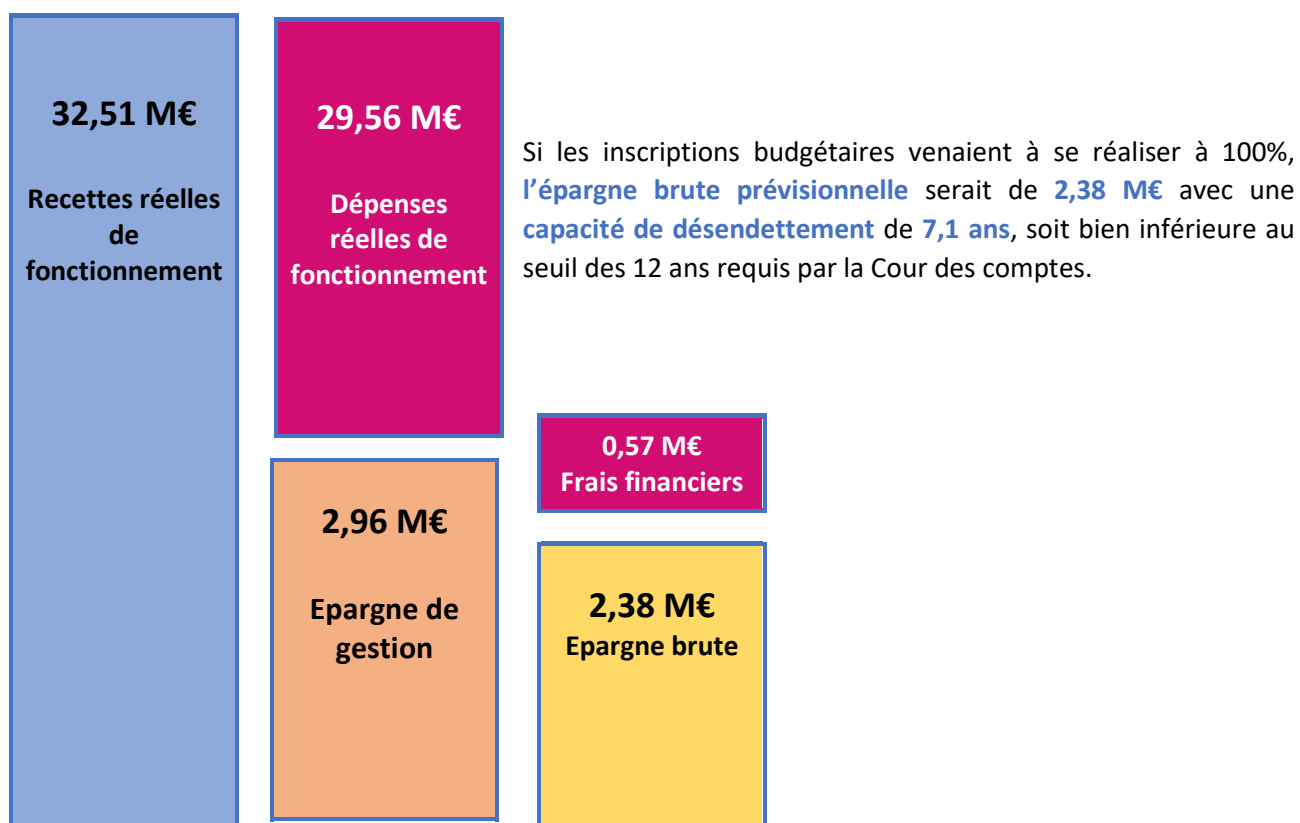 32,51 M€
Recettes réelles
de
fonctionnement
29,56 M€
Dépenses
réelles de
fonctionnement
Si les inscriptions budgétaires venaient à se réaliser à 100%,
l’épargne brute prévisionnelle serait de 2,38 M€ avec une
capacité de désendettement de 7,1 ans, soit bien inférieure au
seuil des 12 ans requis par la Cour des comptes.
2,96 M€
Epargne de
gestion
0,57 M€
Frais financiers
2,38 M€
Epargne brute